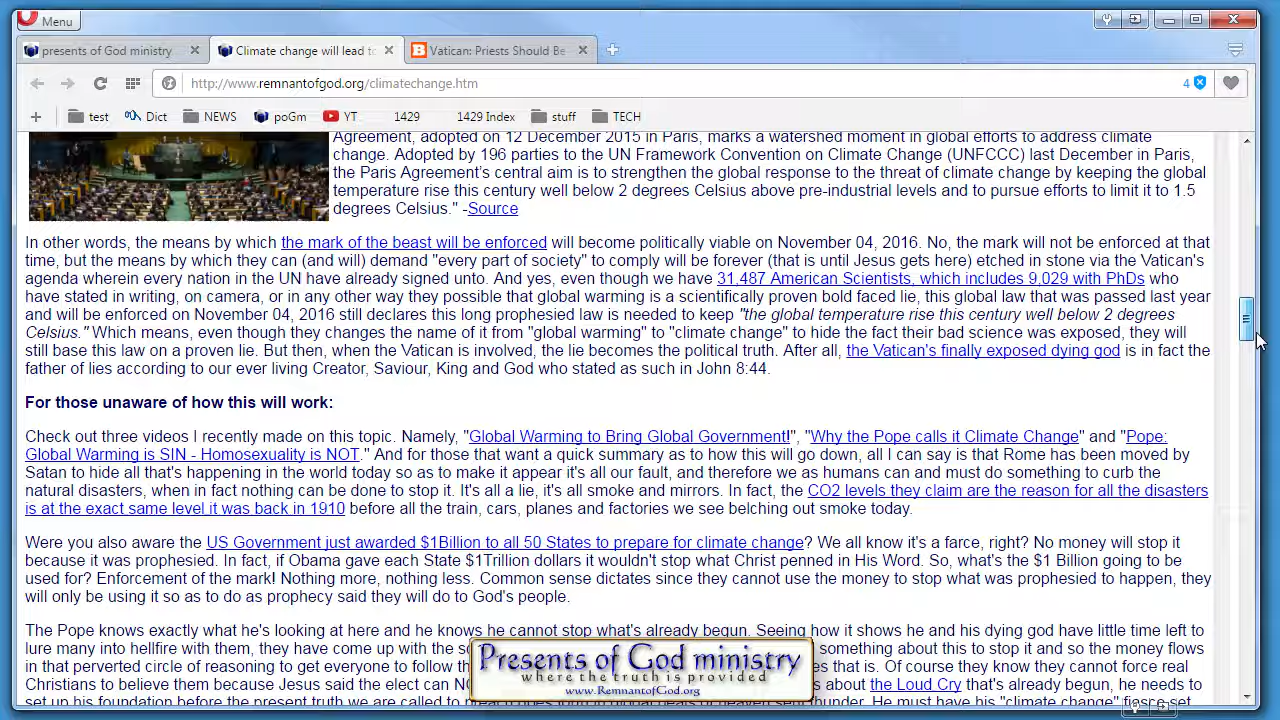 Menu
presents of God ministry
Climate change will lead to
Vatican: Priests Should Be
http://www.remnantofgod.org/climatechange.htm
4
test
Dict
NEWS
poGm
YT
1429
1429 Index
stuff
TECH
Agreement, adopted on 12 December 2015 in Paris, marks a watershed moment in global efforts to address climate
change. Adopted by 196 parties to the UN Framework Convention on Climate Change (UNFCCC) last December in Paris,
the Paris Agreement's central aim is to strengthen the global response to the threat of climate change by keeping the global
temperature rise this century well below 2 degrees Celsius above pre-industrial levels and to pursue efforts to limit it to 1.5
degrees Celsius." -Source
In other words, the means by which the mark of the beast will be enforced will become politically viable on November 04, 2016. No, the mark will not be enforced at that
time, but the means by which they can (and will) demand "every part of society" to comply will be forever (that is until Jesus gets here) etched in stone via the Vatican's
agenda wherein every nation in the UN have already signed unto. And yes, even though we have 31,487 American Scientists, which includes 9,029 with PhDs who
have stated in writing, on camera, or in any other way they possible that global warming is a scientifically proven bold faced lie, this global law that was passed last year
and will be enforced on November 04, 2016 still declares this long prophesied law is needed to keep "the global temperature rise this century well below 2 degrees
Celsius." Which means, even though they changes the name of it from "global warming" to "climate change" to hide the fact their bad science was exposed, they will
still base this law on a proven lie. But then, when the Vatican is involved, the lie becomes the political truth. After all, the Vatican's finally exposed dying god is in fact the
father of lies according to our ever living Creator, Saviour, King and God who stated as such in John 8:44.
For those unaware of how this will work:
Check out three videos I recently made on this topic. Namely, "Global Warming to Bring Global Government!", "Why the Pope calls it Climate Change" and "Pope:
Global Warming is SIN - Homosexuality is NOT." And for those that want a quick summary as to how this will go down, all I can say is that Rome has been moved by
Satan to hide all that's happening in the world today so as to make it appear it's all our fault, and therefore we as humans can and must do something to curb the
natural disasters, when in fact nothing can be done to stop it. It's all a lie, it's all smoke and mirrors. In fact, the CO2 levels they claim are the reason for all the disasters
is at the exact same level it was back in 1910 before all the train, cars, planes and factories we see belching out smoke today.
Were you also aware the US Government just awarded $1Billion to all 50 States to prepare for climate change? We all know it's a farce, right? No money will stop it
because it was prophesied. In fact, if Obama gave each State $1Trillion dollars it wouldn't stop what Christ penned in His Word. So, what's the $1 Billion going to be
used for? Enforcement of the mark! Nothing more, nothing less. Common sense dictates since they cannot use the money to stop what was prophesied to happen, they
will only be using it so as to do as prophecy said they will do to God's people.
The Pope knows exactly what he's looking at here and he knows he cannot stop what's already begun. Seeing how it shows he and his dying god have little time left to
lure many into hellfire with them, they have come up with the something about this to stop it and so the money flows
in that perverted circle of reasoning to get everyone to follow that is. Of course they know they cannot force real
Christians to believe them because Jesus said the elect can about the Loud Cry that's already begun, he needs to
set up his foundation before the present truth we are called to He must have his "climate change" fiasco set
Presents of God ministry
where the truth is provided
www.RemnantofGod.org